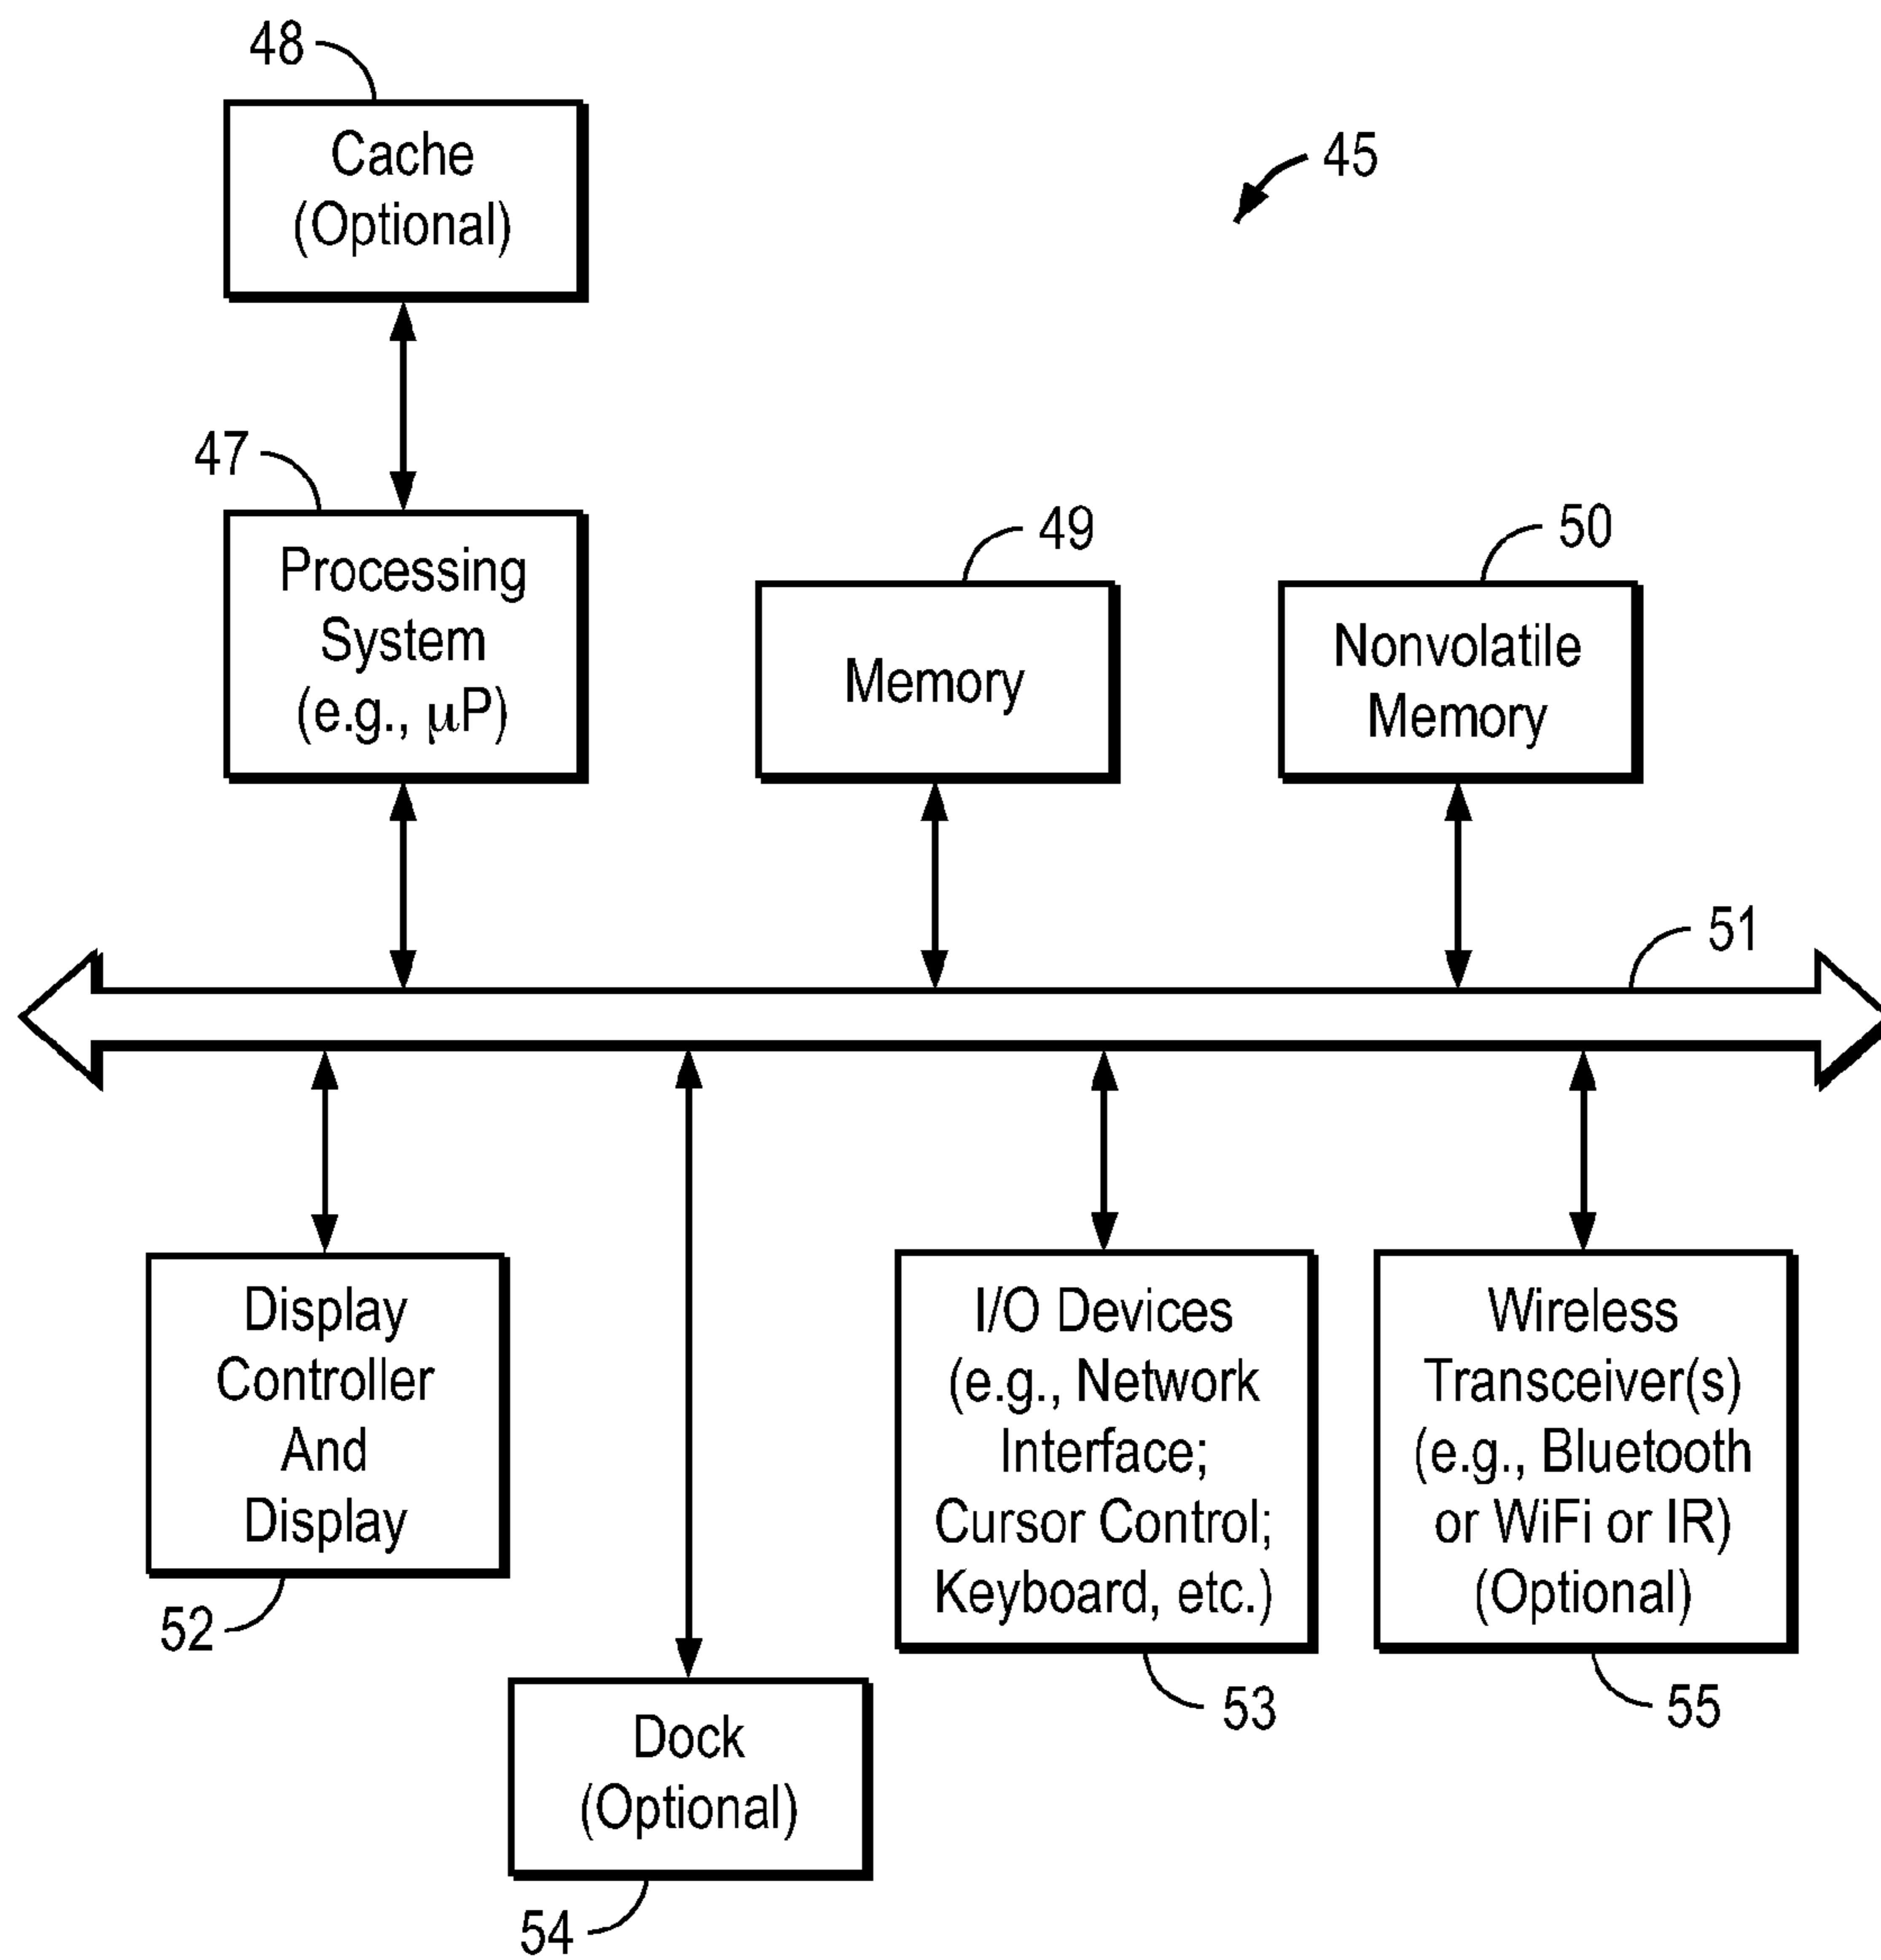 48
Cache
(Optional)
45
47
Processing
System
(e.g., μP)
49
Memory
50
Nonvolatile
Memory
51
Display
Controller
And
Display
52
Dock
(Optional)
54
I/O Devices
(e.g., Network
Interface;
Cursor Control;
Keyboard, etc.)
53
Wireless
Transceiver(s)
(e.g., Bluetooth
or WiFi or IR)
(Optional)
55